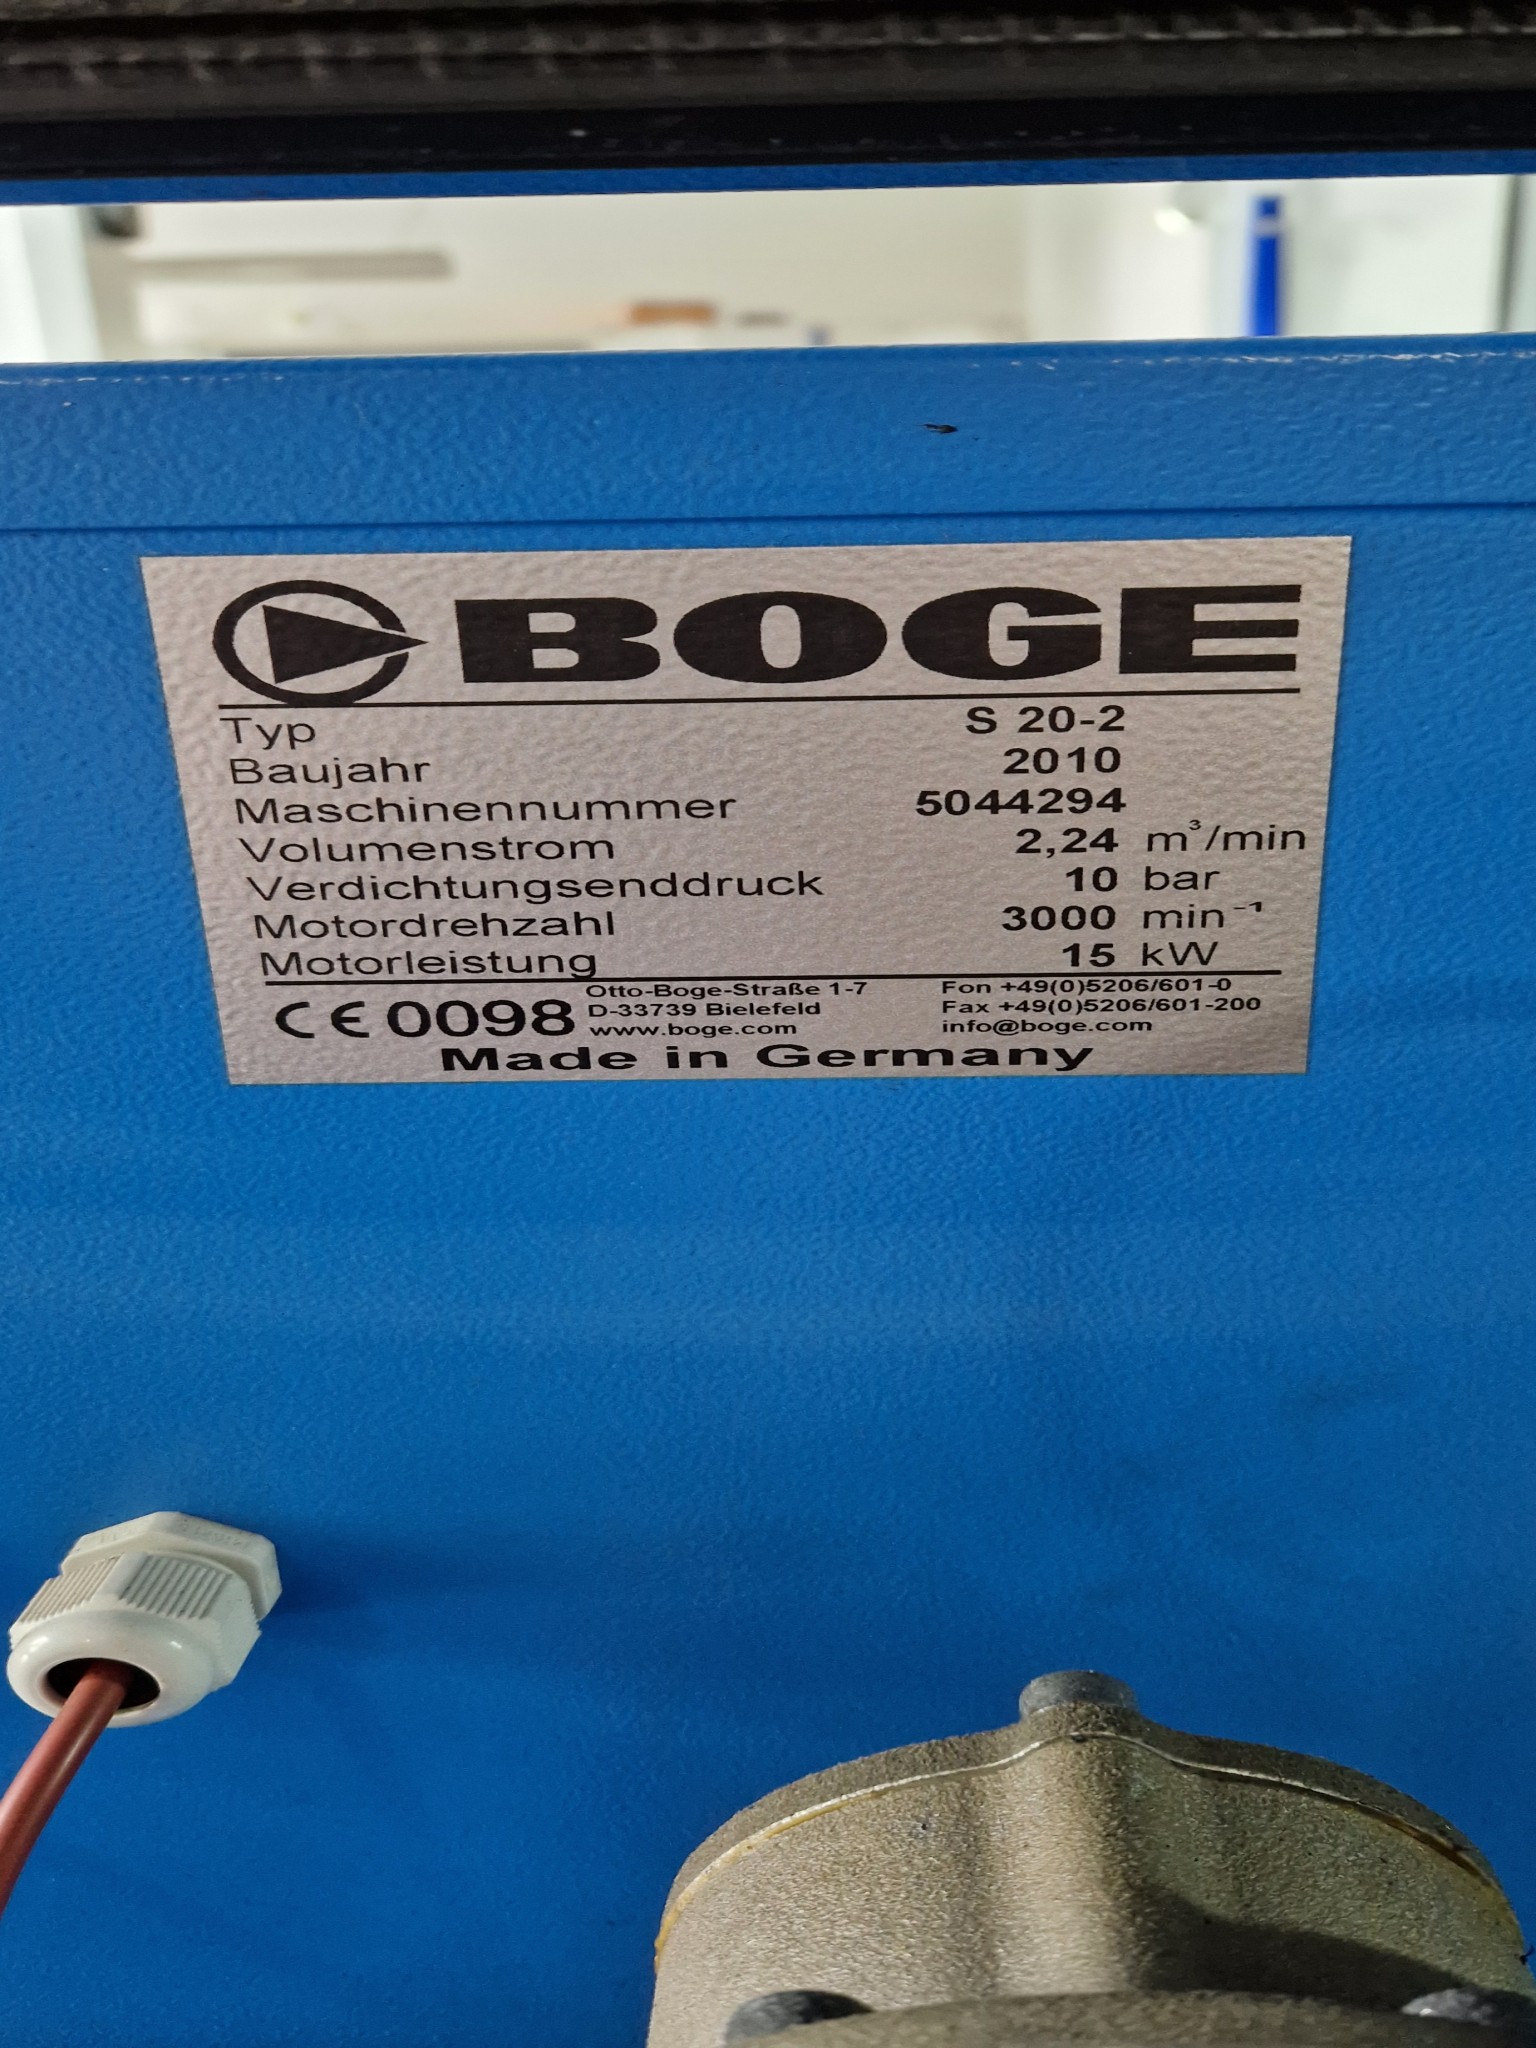 BOGE
Typ S 20-2
Baujahr 2010
Maschinennummer 5044294
Volumenstrom 2,24 m³/min
Verdichtungsenddruck 10 bar
Motordrehzahl 3000 min⁻¹
Motorleistung 15 kW
CE 0098
Otto-Boge-Straße 1-7
D-33739 Bielefeld
www.boge.com
Fon +49(0)5206/601-0
Fax +49(0)5206/601-200
info@boge.com
Made in Germany